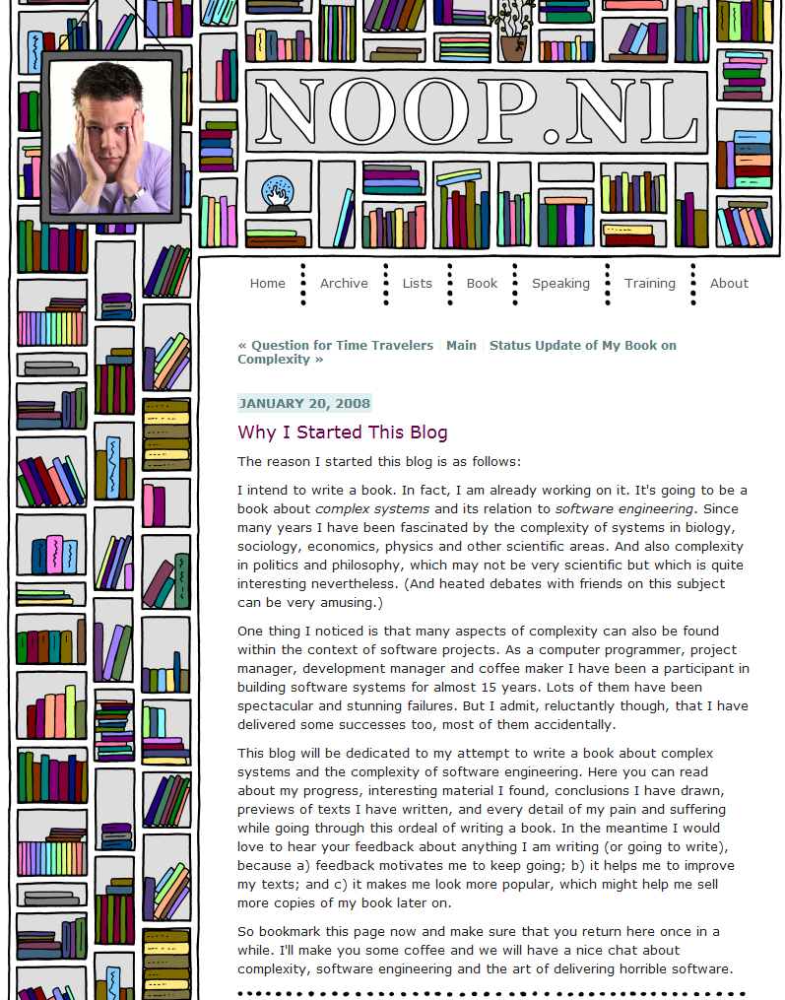 NOOP.NL
Home Archive Lists Book Speaking Training About
« Question for Time Travelers | Main | Status Update of My Book on
Complexity »
JANUARY 20, 2008
Why I Started This Blog
The reason I started this blog is as follows:
I intend to write a book. In fact, I am already working on it. It's going to be a
book about complex systems and its relation to software engineering. Since
many years I have been fascinated by the complexity of systems in biology,
sociology, economics, physics and other scientific areas. And also complexity
in politics and philosophy, which may not be very scientific but which is quite
interesting nevertheless. (And heated debates with friends on this subject
can be very amusing.)
One thing I noticed is that many aspects of complexity can also be found
within the context of software projects. As a computer programmer, project
manager, development manager and coffee maker I have been a participant in
building software systems for almost 15 years. Lots of them have been
spectacular and stunning failures. But I admit, reluctantly though, that I have
delivered some successes too, most of them accidentally.
This blog will be dedicated to my attempt to write a book about complex
systems and the complexity of software engineering. Here you can read
about my progress, interesting material I found, conclusions I have drawn,
previews of texts I have written, and every detail of my pain and suffering
while going through this ordeal of writing a book. In the meantime I would
love to hear your feedback about anything I am writing (or going to write),
because a) feedback motivates me to keep going; b) it helps me to improve
my texts; and c) it makes me look more popular, which might help me sell
more copies of my book later on.
So bookmark this page now and make sure that you return here once in a
while. I'll make you some coffee and we will have a nice chat about
complexity, software engineering and the art of delivering horrible software.